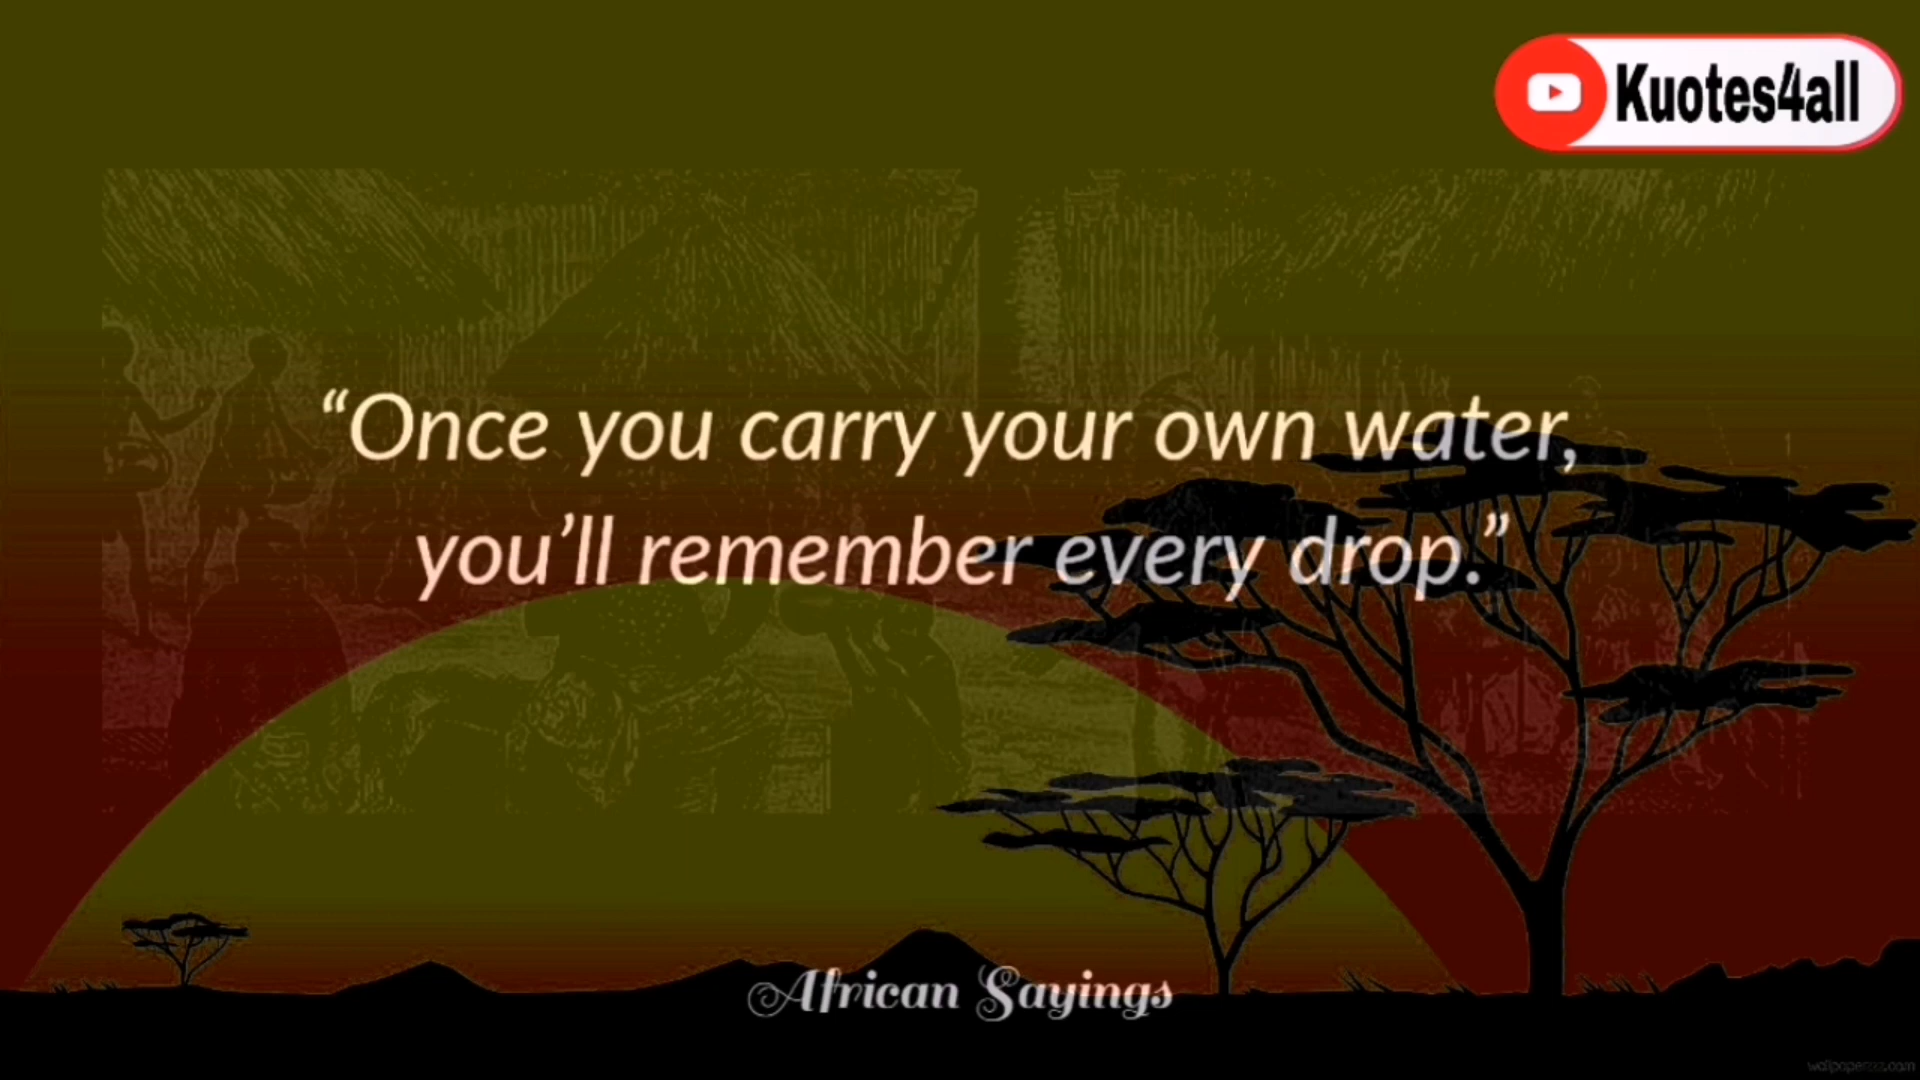 Kuotes4all
“Once you carry your own water,
you’ll remember every drop.”
African Sayings